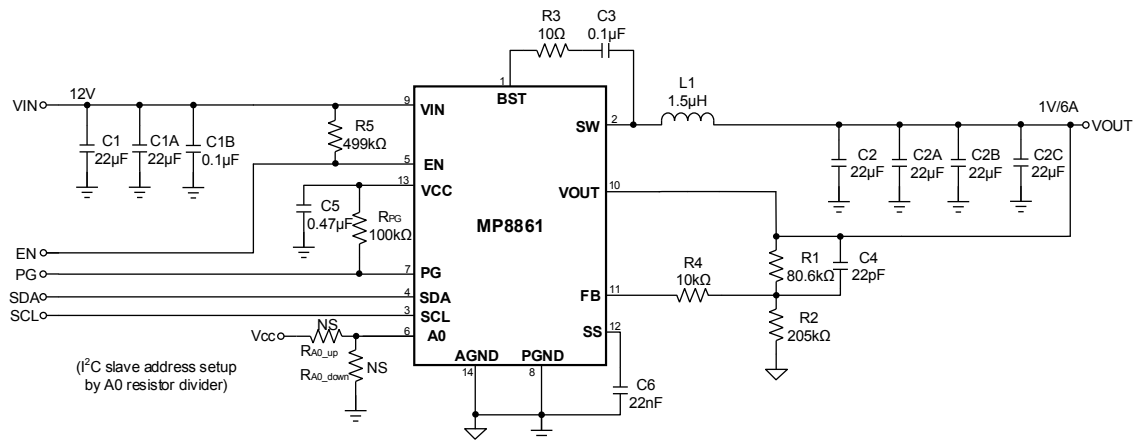 R3
10Ω
C3
0.1µF
1
BST
L1
1.5µH
12V
VIN
9
VIN
C1
22µF
C1A
22µF
C1B
0.1µF
R5
499kΩ
5
EN
13
VCC
C5
0.47µF
RPG
100kΩ
MP8861
SW
2
1V/6A
VOUT
C2
22µF
C2A
22µF
C2B
22µF
C2C
22µF
VOUT
10
R1
80.6kΩ
C4
22pF
R4
10kΩ
FB
11
R2
205kΩ
SS
12
C6
22nF
EN
PG
7
PG
SDA
4
SDA
SCL
3
SCL
Vcc
NS
6
A0
RA0_up
RA0_down
NS
(I²C slave address setup
by A0 resistor divider)
AGND
14
PGND
8